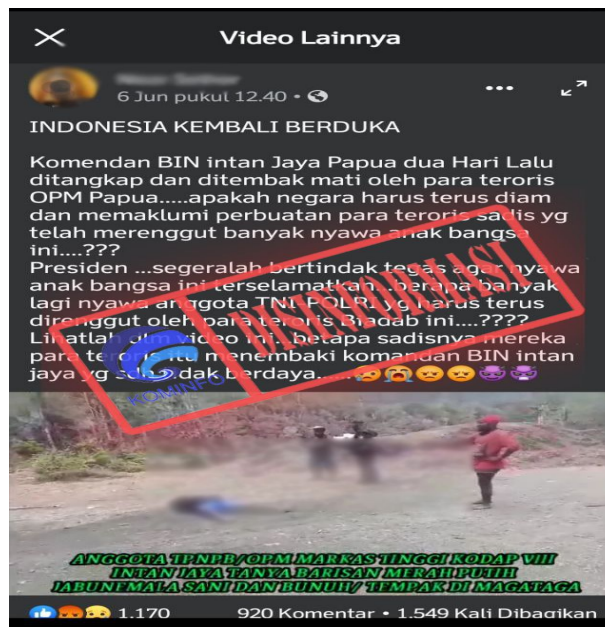 Video Lainnya
6 Jun pukul 12.40
INDONESIA KEMBALI BERDUKA
Komendan BIN intan Jaya Papua dua Hari Lalu
ditangkap dan ditembak mati oleh para teroris
OPM Papua.....apakah negara harus terus diam
dan memaklumi perbuatan para teroris sadis yg
telah merenggut banyak nyawa anak bangsa
ini....???
Presiden ...segeralah bertindak tegas agar nyawa
anak bangsa ini terselamatkan..berapa banyak
lagi nyawa anggota TNI POLRI yg harus terus
direnggut oleh para teroris Biadab ini....????
Lihatlah dlm video ini...betapa sadisnya mereka
para teroris itu menembaki komandan BIN intan
jaya yg tidak berdaya......
DISINFORMASI
KOMINFO
ANGGOTA TPNPB/OPM MARKAS TINGGI KODAP VIII
INTAN JAYA TANYA BARISAN MERAH PUTIH
JABUNEMALA SANI DAN BUNUH/ TEMPAK DI MAGATAGA
1.170
920 Komentar • 1.549 Kali Dibagikan